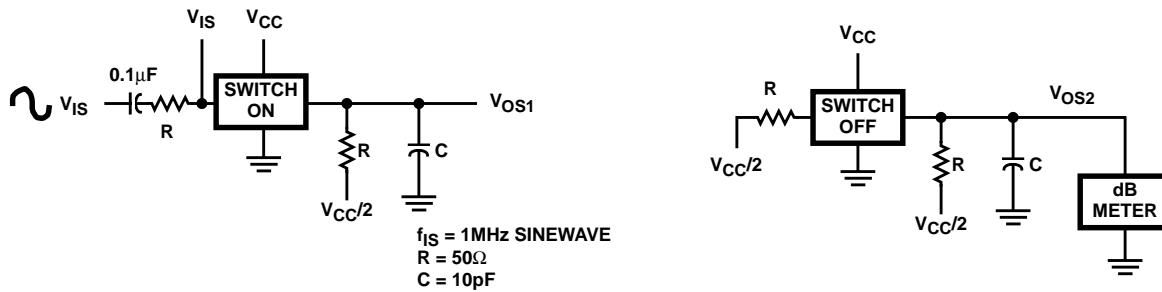 V_IS
V_CC
0.1μF
V_IS
R
SWITCH
ON
V_OS1
R
C
V_CC/2
f_IS = 1MHz SINEWAVE
R = 50Ω
C = 10pF
V_CC
R
SWITCH
OFF
V_OS2
V_CC/2
R
C
V_CC/2
dB
METER